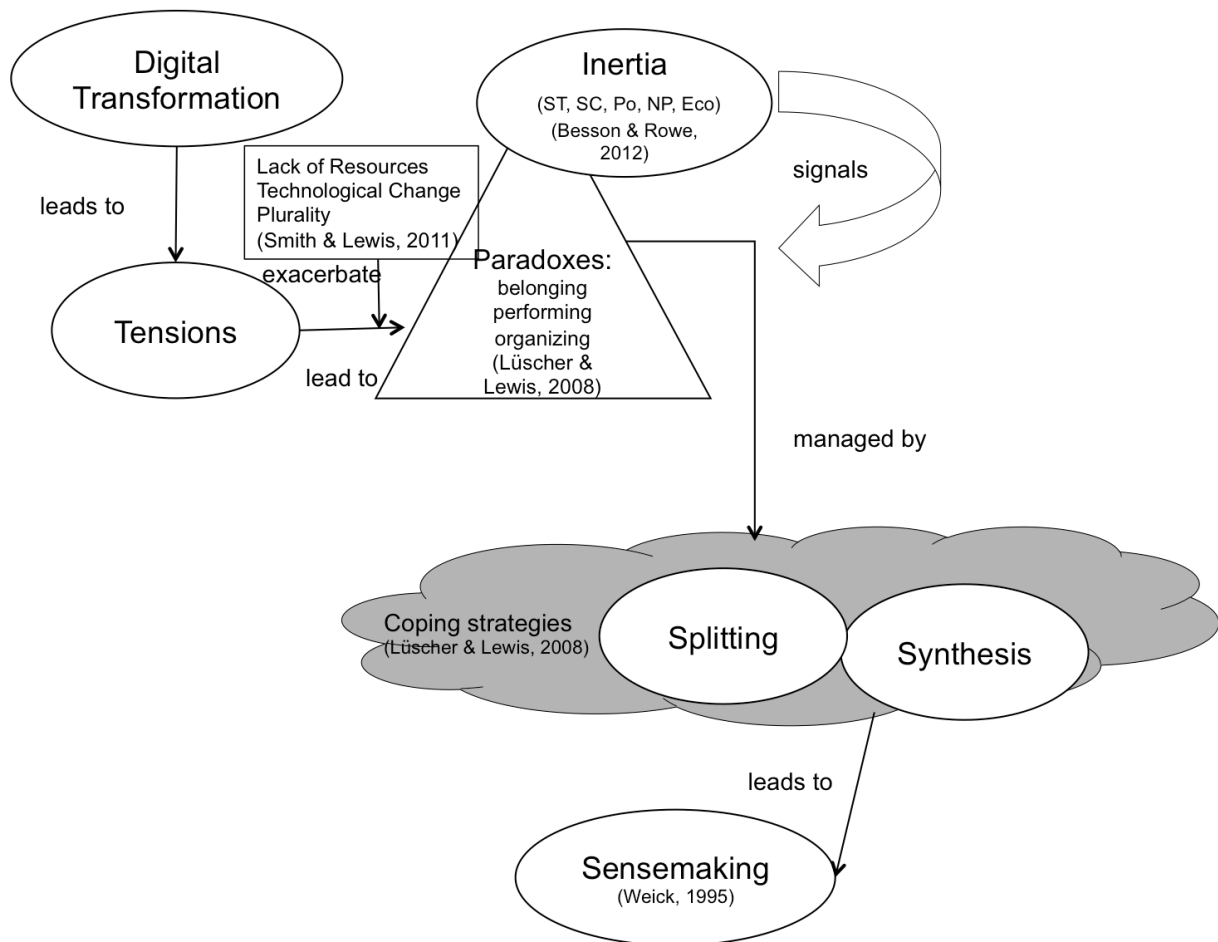 Digital
Transformation
Inertia
(ST, SC, Po, NP, Eco)
(Besson & Rowe,
2012)
signals
leads to
Lack of Resources
Technological Change
Plurality
(Smith & Lewis, 2011)
exacerbate
Tensions
lead to
Paradoxes:
belonging
performing
organizing
(Lüscher &
Lewis, 2008)
managed by
Coping strategies
(Lüscher & Lewis, 2008)
Splitting
Synthesis
leads to
Sensemaking
(Weick, 1995)